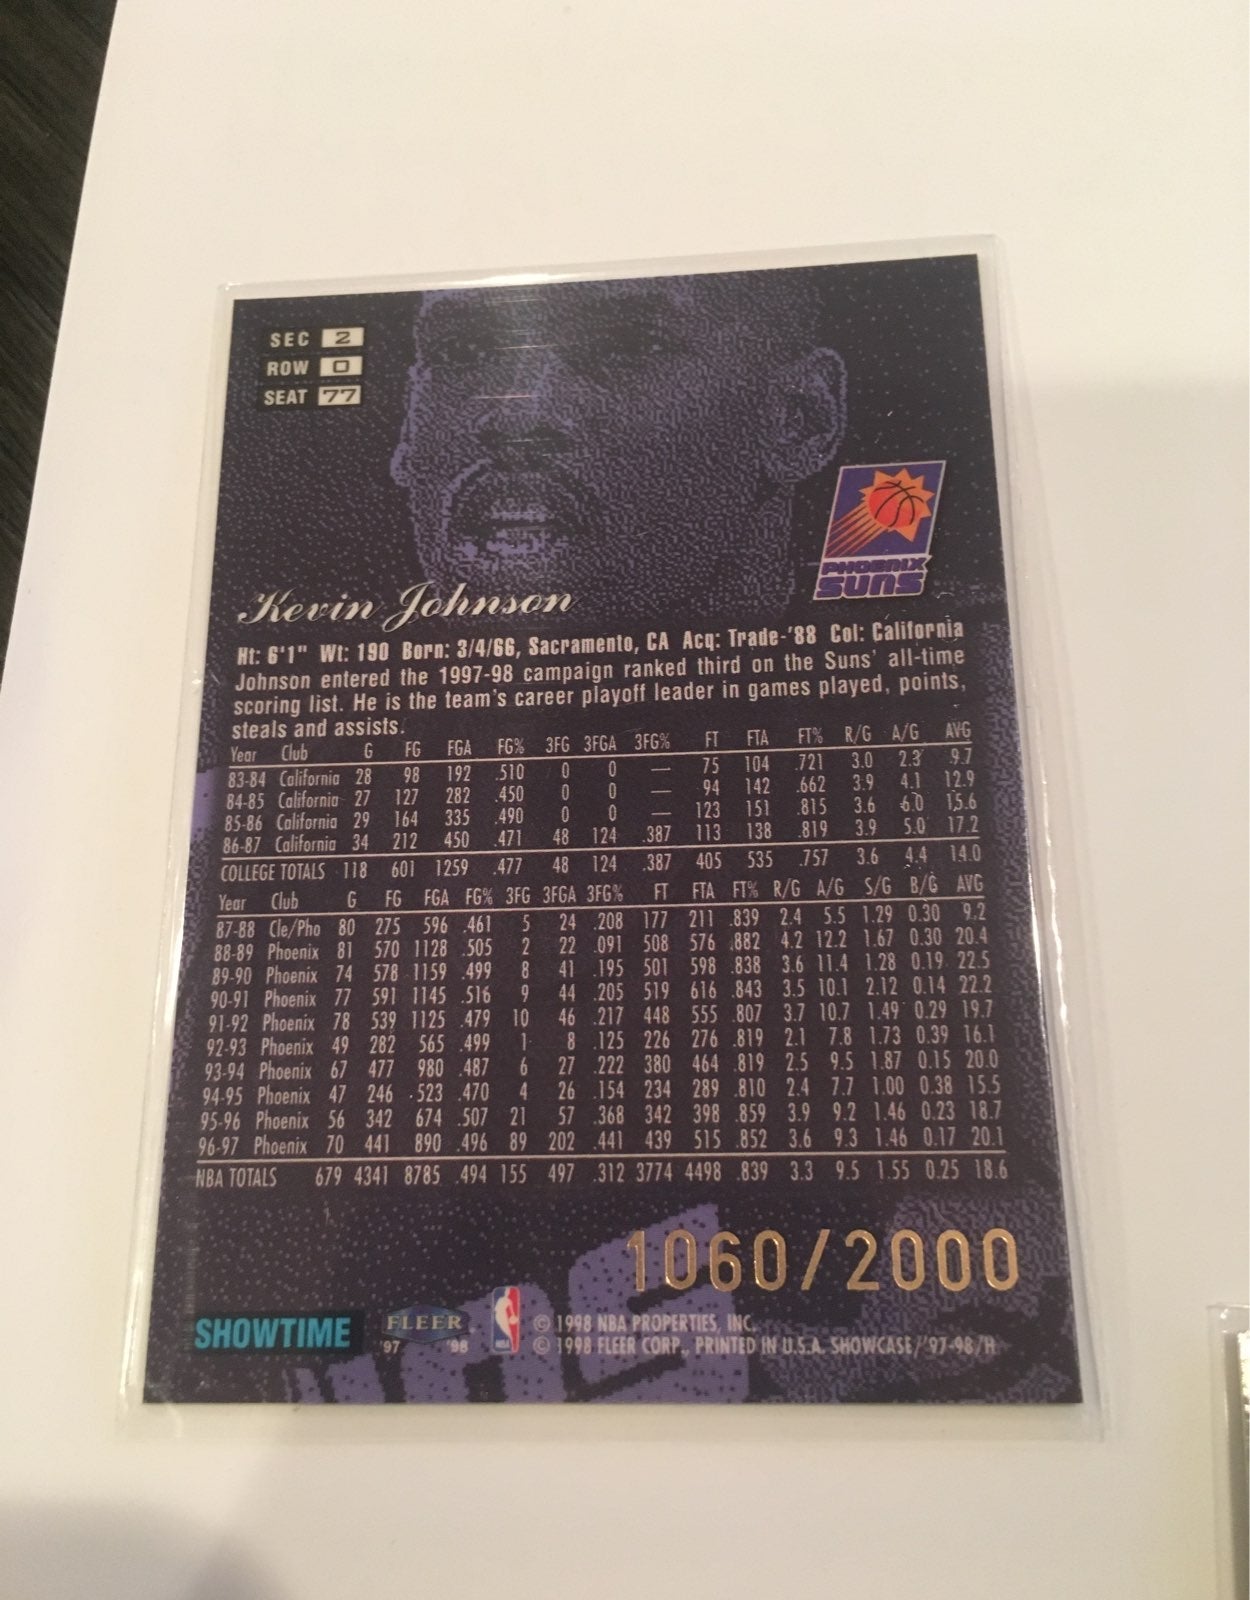 SEC 2
ROW 0
SEAT 77
PHOENIX
SUNS
Kevin Johnson
Ht: 6'1" Wt: 190 Born: 3/4/66, Sacramento, CA Acq: Trade-'88 Col: California
Johnson entered the 1997-98 campaign ranked third on the Suns' all-time
scoring list. He is the team's career playoff leader in games played, points,
steals and assists.
Year Club G FG FGA FG% 3FG 3FGA 3FG% FT FTA FT% R/G A/G AVG
83-84 California 28 98 192 .510 0 0 — 75 104 .721 3.0 2.3 9.7
84-85 California 27 127 282 .450 0 0 — 94 142 .662 3.9 4.1 12.9
85-86 California 29 164 335 .490 0 0 — 123 151 .815 3.6 6.0 15.6
86-87 California 34 212 450 .471 48 124 .387 113 138 .819 3.9 5.0 17.2
COLLEGE TOTALS 118 601 1259 .477 48 124 .387 405 535 .757 3.6 4.4 14.0
Year Club G FG FGA FG% 3FG 3FGA 3FG% FT FTA FT% R/G A/G S/G B/G AVG
87-88 Cle/Pho 80 275 596 .461 5 24 .208 177 211 .839 2.4 5.5 1.29 0.30 9.2
88-89 Phoenix 81 570 1128 .505 2 22 .091 508 576 .882 4.2 12.2 1.67 0.30 20.4
89-90 Phoenix 74 578 1159 .499 8 41 .195 501 598 .838 3.6 11.4 1.28 0.19 22.5
90-91 Phoenix 77 591 1145 .516 9 44 .205 519 616 .843 3.5 10.1 2.12 0.14 22.2
91-92 Phoenix 78 539 1125 .479 10 46 .217 448 555 .807 3.7 10.7 1.49 0.29 19.7
92-93 Phoenix 49 282 565 .499 1 8 .125 226 276 .819 2.1 7.8 1.73 0.39 16.1
93-94 Phoenix 67 477 980 .487 6 27 .222 380 464 .819 2.5 9.5 1.87 0.15 20.0
94-95 Phoenix 47 246 523 .470 4 26 .154 234 289 .810 2.4 7.7 1.00 0.38 15.5
95-96 Phoenix 56 342 674 .507 21 57 .368 342 398 .859 3.9 9.2 1.46 0.23 18.7
96-97 Phoenix 70 441 890 .496 89 202 .441 439 515 .852 3.6 9.3 1.46 0.17 20.1
NBA TOTALS 679 4341 8785 .494 155 497 .312 3774 4498 .839 3.3 9.5 1.55 0.25 18.6
1060/2000
SHOWTIME
FLEER
'97 '98
© 1998 NBA PROPERTIES, INC.
© 1998 FLEER CORP., PRINTED IN U.S.A. SHOWCASE/'97-98/H